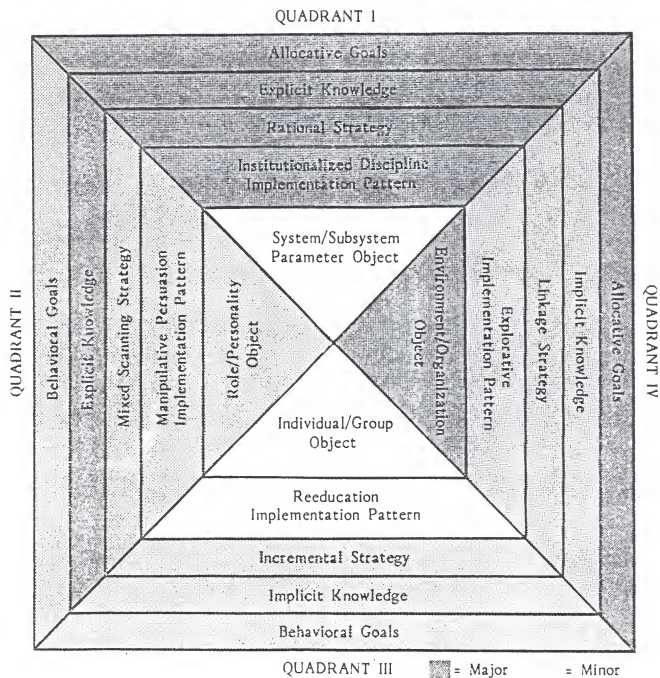 QUADRANT I
Allocative Goals
Explicit Knowledge
Rational Strategy
Institutionalized Discipline
Implementation Pattern
System/Subsystem
Parameter Object
QUADRANT II
Behavioral Goals
Explicit Knowledge
Mixed Scanning Strategy
Manipulative Persuasion
Implementation Pattern
Role/Personality
Object
Environment/Organization
Object
Explorative
Implementation Pattern
Linkage Strategy
Implicit Knowledge
Allocative Goals
QUADRANT IV
Individual/Group
Object
Reeducation
Implementation Pattern
Incremental Strategy
Implicit Knowledge
Behavioral Goals
QUADRANT III
= Major
= Minor